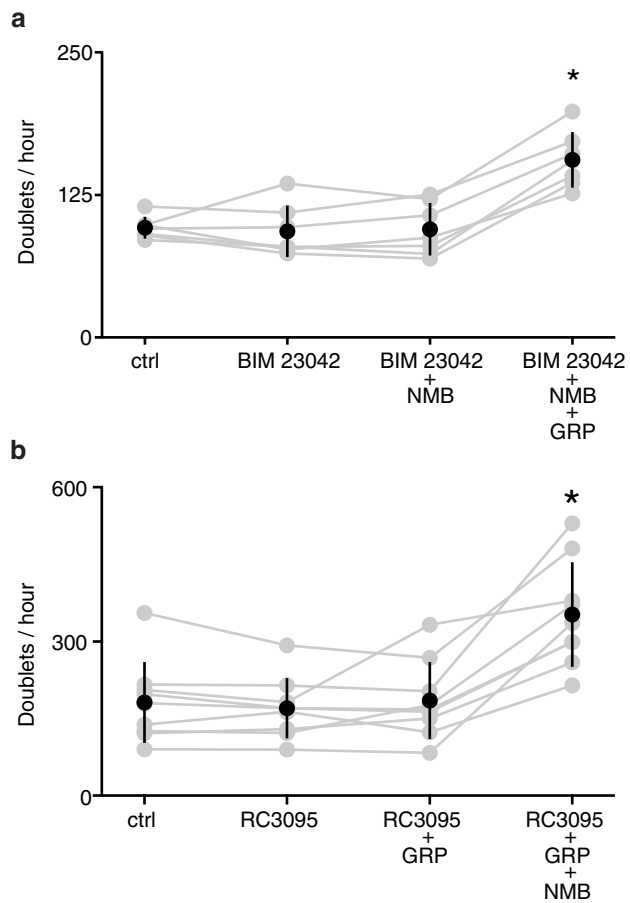 a
250
125
0
Doublets / hour
*
ctrl
BIM 23042
BIM 23042
+
NMB
BIM 23042
+
NMB
+
GRP
b
600
300
0
Doublets / hour
*
ctrl
RC3095
RC3095
+
GRP
RC3095
+
GRP
+
NMB